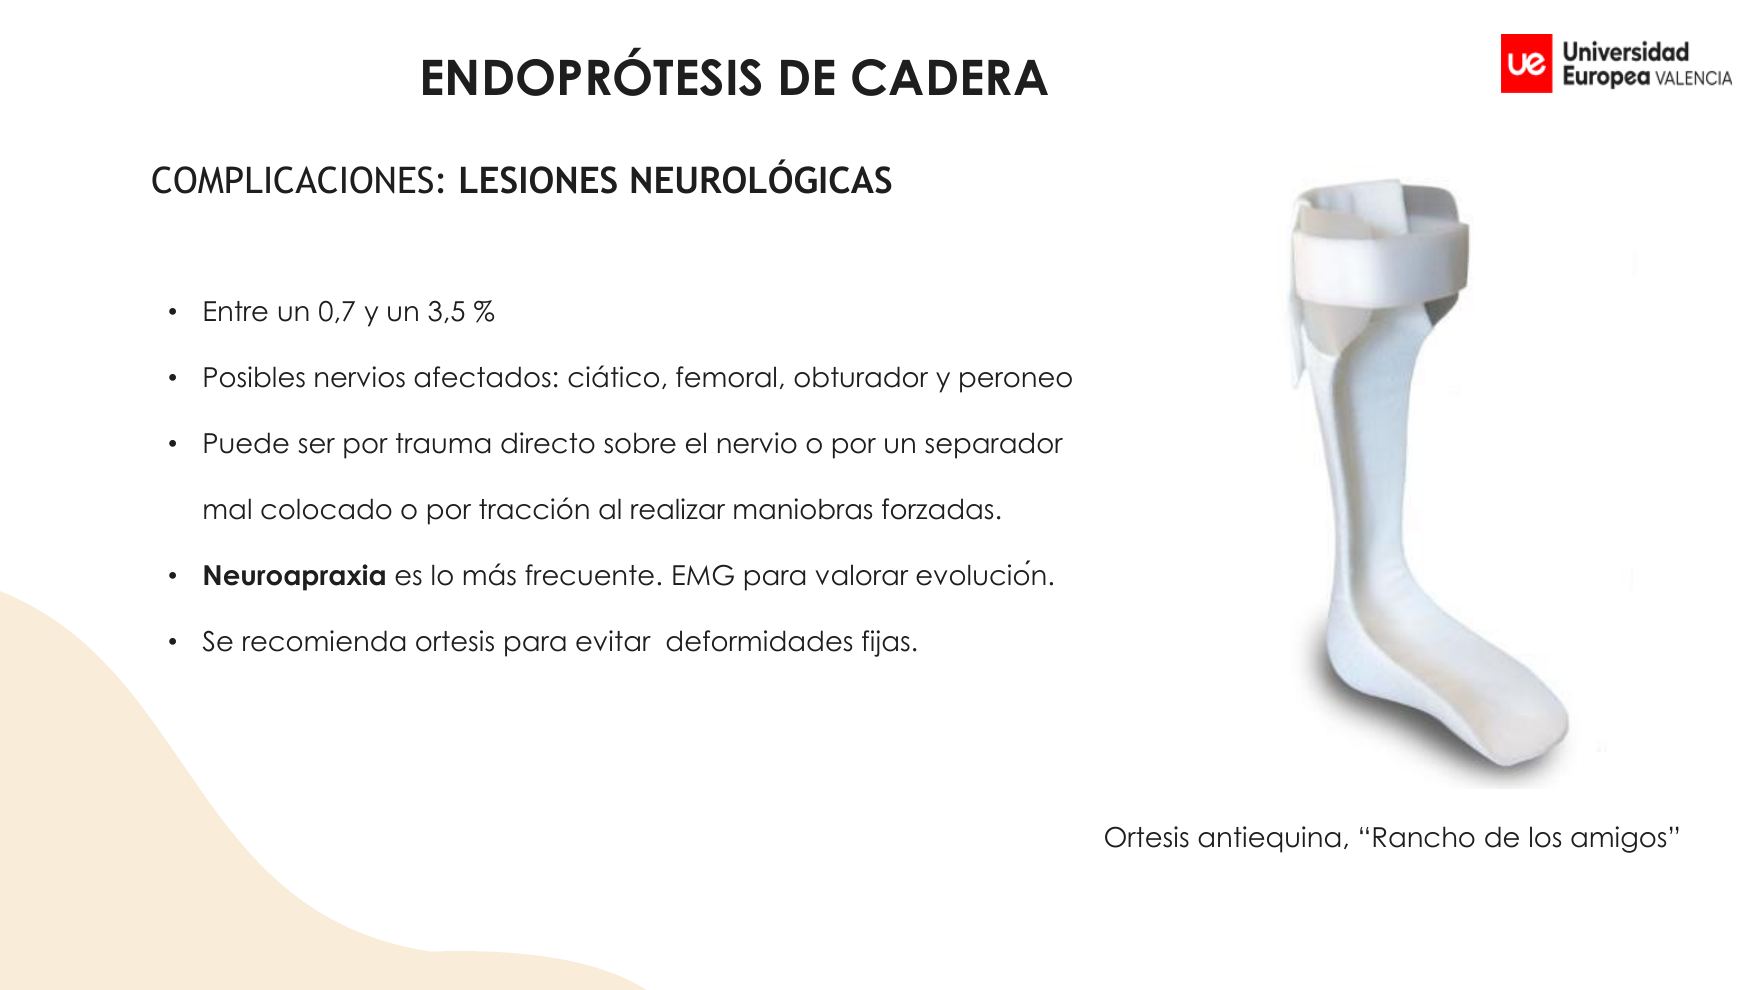 ENDOPRÓTESIS DE CADERA
ue Universidad
Europea VALENCIA
COMPLICACIONES: LESIONES NEUROLÓGICAS
• Entre un 0,7 y un 3,5 %
• Posibles nervios afectados: ciático, femoral, obturador y peroneo
• Puede ser por trauma directo sobre el nervio o por un separador
mal colocado o por tracción al realizar maniobras forzadas.
• Neuroapraxia es lo más frecuente. EMG para valorar evolución.
• Se recomienda ortesis para evitar  deformidades fijas.
Ortesis antiequina, “Rancho de los amigos”